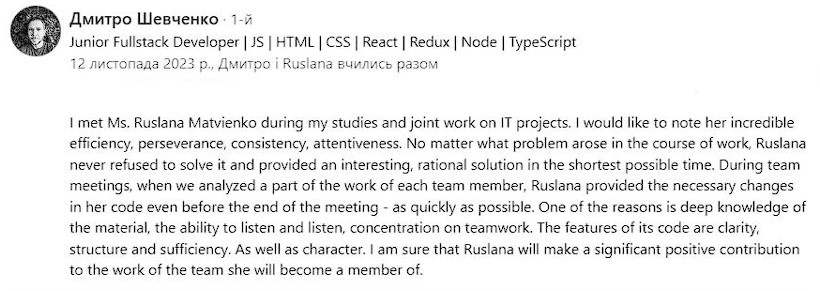 Дмитро Шевченко · 1-й
Junior Fullstack Developer | JS | HTML | CSS | React | Redux | Node | TypeScript
12 листопада 2023 р., Дмитро і Ruslana вчились разом
I met Ms. Ruslana Matvienko during my studies and joint work on IT projects. I would like to note her incredible
efficiency, perseverance, consistency, attentiveness. No matter what problem arose in the course of work, Ruslana
never refused to solve it and provided an interesting, rational solution in the shortest possible time. During team
meetings, when we analyzed a part of the work of each team member, Ruslana provided the necessary changes
in her code even before the end of the meeting - as quickly as possible. One of the reasons is deep knowledge of
the material, the ability to listen and listen, concentration on teamwork. The features of its code are clarity,
structure and sufficiency. As well as character. I am sure that Ruslana will make a significant positive contribution
to the work of the team she will become a member of.